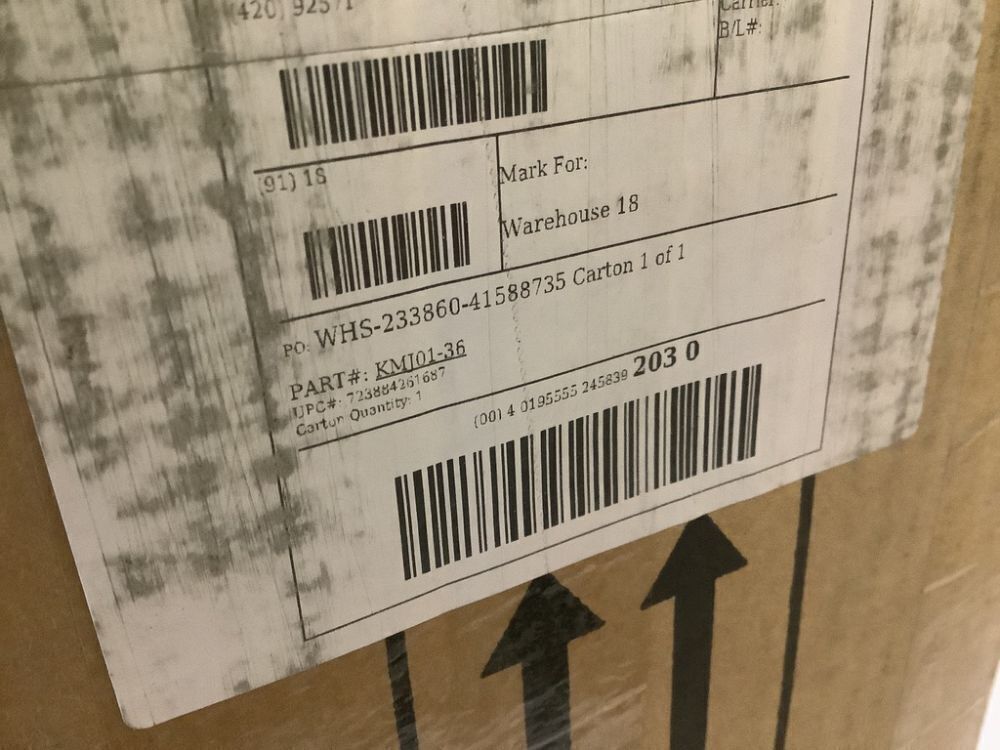 (420) 92571
Carrier:
B/L#:
(91) 18
Mark For:
Warehouse 18
PO: WHS-233860-41588735 Carton 1 of 1
PART#: KMI01-36
UPC#: 723884261687
Carton Quantity: 1
(00) 4 0195555 245839 203 0